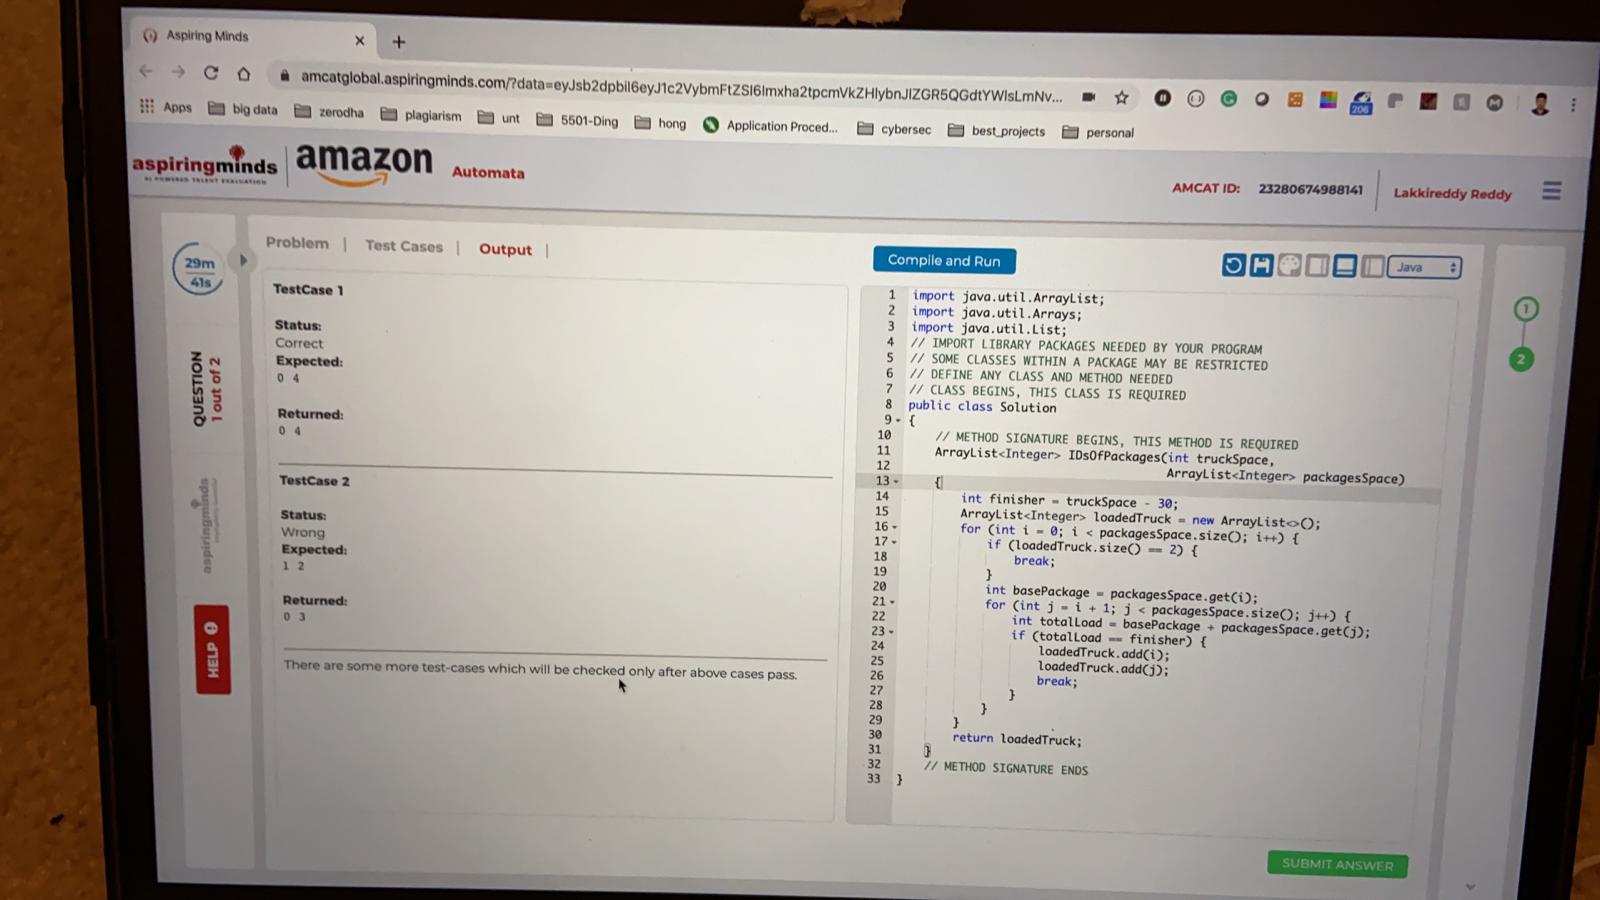 Aspiring Minds
amcatglobal.aspiringminds.com/?data=
Apps big data zerodha plagiarism unt 5501-Ding hong Application Proced... cybersec best_projects personal
206
aspiringminds amazon Automata
AMCAT ID: 23280674988141 Lakkireddy Reddy
29m
41s
QUESTION
1 out of 2
aspiringminds
HELP
Problem | Test Cases | Output |
TestCase 1
Status:
Correct
Expected:
0 4
Returned:
0 4
TestCase 2
Status:
Wrong
Expected:
1 2
Returned:
0 3
There are some more test-cases which will be checked only after above cases pass.
Compile and Run
Java
1 import java.util.ArrayList;
2 import java.util.Arrays;
3 import java.util.List;
4 // IMPORT LIBRARY PACKAGES NEEDED BY YOUR PROGRAM
5 // SOME CLASSES WITHIN A PACKAGE MAY BE RESTRICTED
6 // DEFINE ANY CLASS AND METHOD NEEDED
7 // CLASS BEGINS, THIS CLASS IS REQUIRED
8 public class Solution
9 {
10 // METHOD SIGNATURE BEGINS, THIS METHOD IS REQUIRED
11 ArrayList<Integer> IDsOfPackages(int truckSpace,
12 ArrayList<Integer> packagesSpace)
13 {
14 int finisher = truckSpace - 30;
15 ArrayList<Integer> loadedTruck = new ArrayList<>();
16 for (int i = 0; i < packagesSpace.size(); i++) {
17 if (loadedTruck.size() == 2) {
18 break;
19 }
20 int basePackage = packagesSpace.get(i);
21 for (int j = i + 1; j < packagesSpace.size(); j++) {
22 int totalLoad = basePackage + packagesSpace.get(j);
23 if (totalLoad == finisher) {
24 loadedTruck.add(i);
25 loadedTruck.add(j);
26 break;
27 }
28 }
29 }
30 return loadedTruck;
31 }
32 // METHOD SIGNATURE ENDS
33 }
1
2
SUBMIT ANSWER